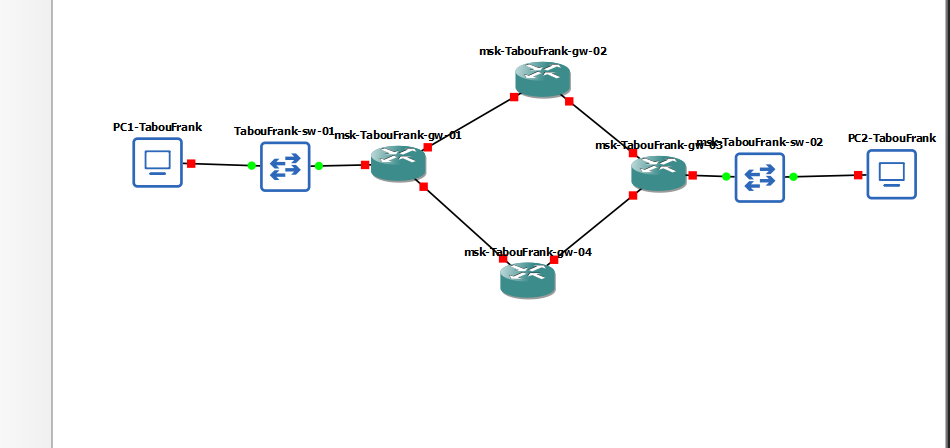 msk-TabouFrank-gw-02
PC1-TabouFrank
TabouFrank-sw-01
msk-TabouFrank-gw-01
msk-TabouFrank-gw-03
msk-TabouFrank-sw-02
PC2-TabouFrank
msk-TabouFrank-gw-04